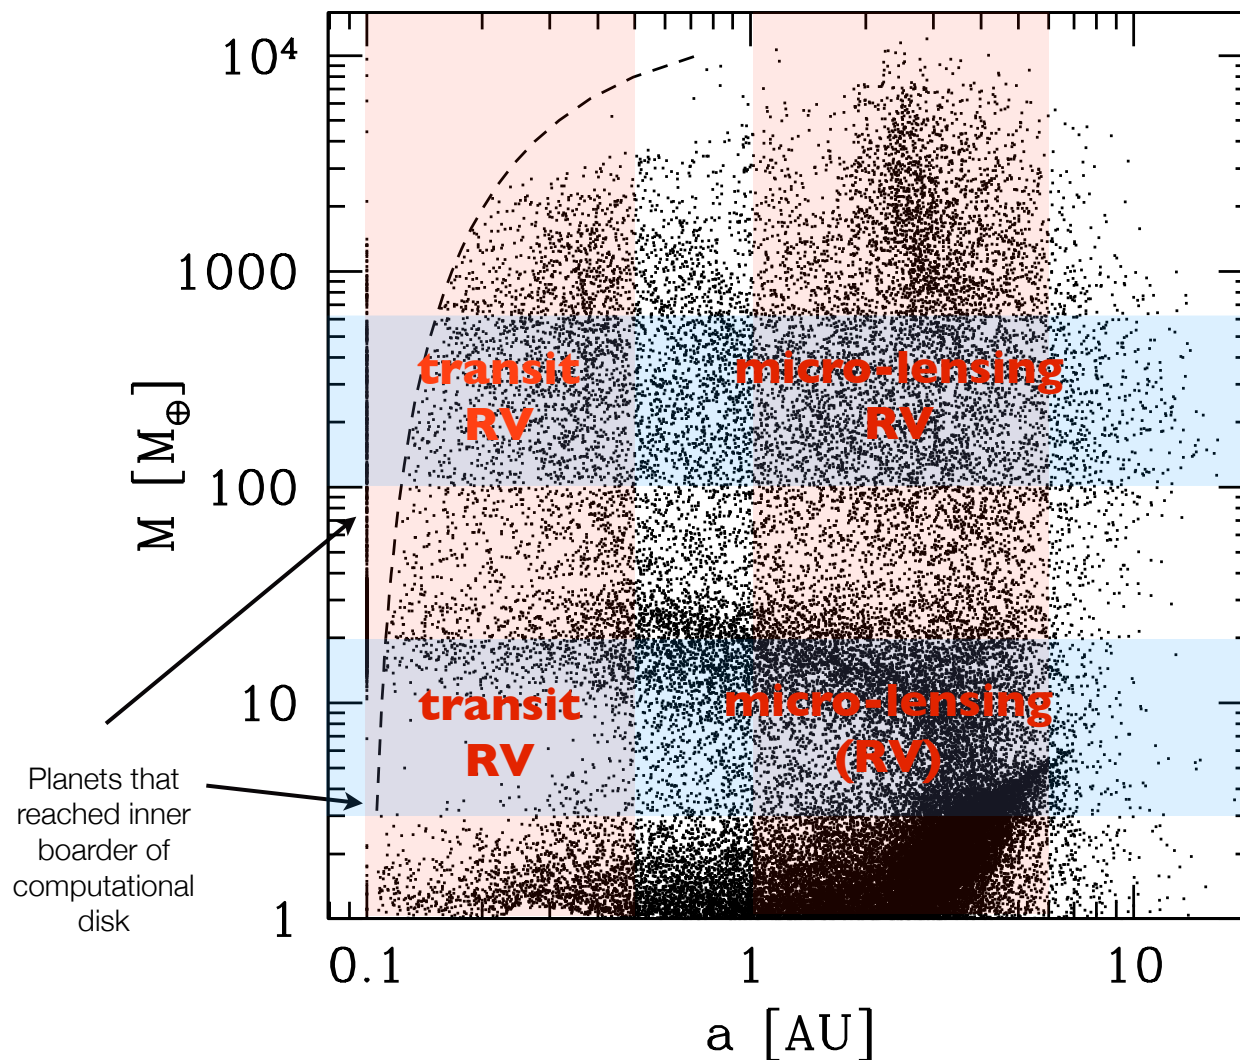 10⁴
1000
100
10
1
M [M⊕]
transit
RV
micro-lensing
RV
transit
RV
micro-lensing
(RV)
Planets that
reached inner
boarder of
computational
disk
0.1
1
10
a [AU]